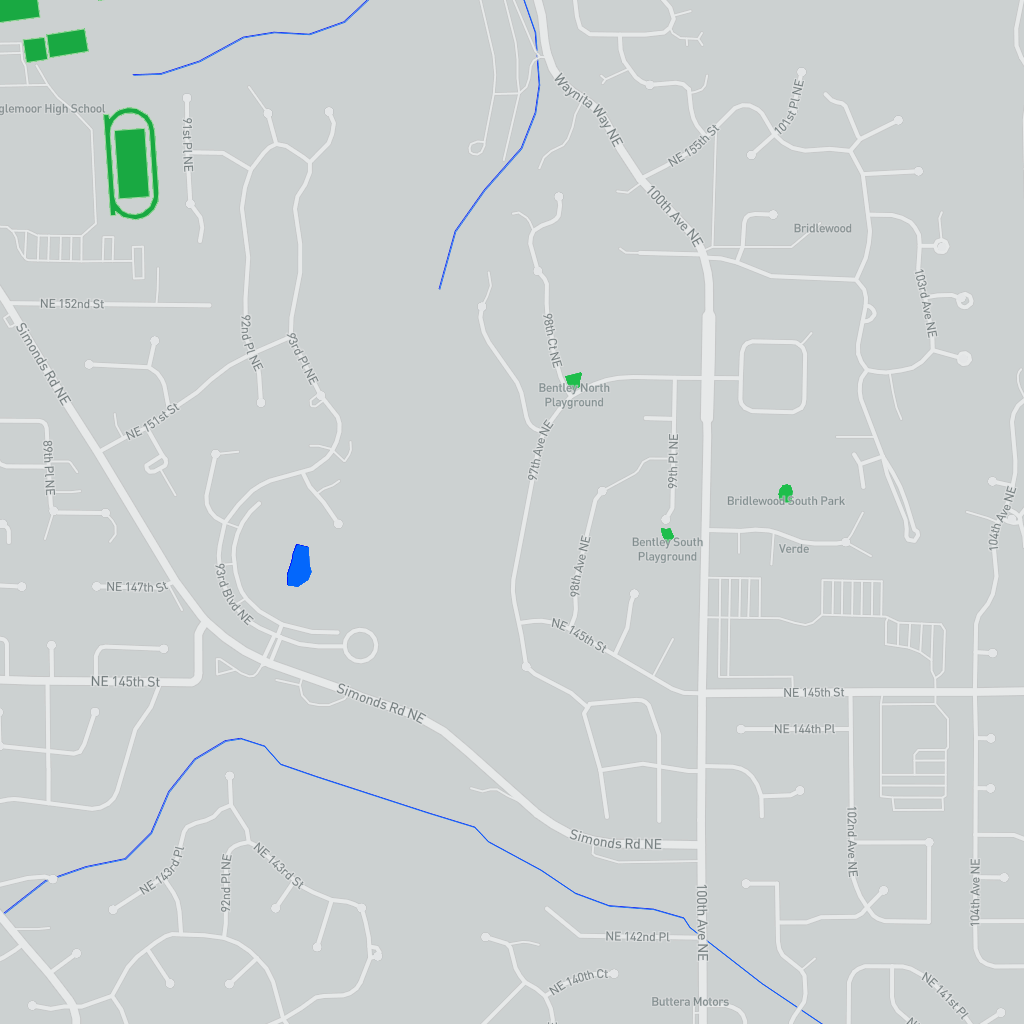 Waynita Way NE
glemoor High School
91st Pl NE
101st Pl NE
NE 155th St
100th Ave NE
Bridlewood
103rd Ave NE
NE 152nd St
Simonds Rd NE
92nd Pl NE
93rd Pl NE
98th Ct NE
Bentley North
Playground
NE 151st St
97th Ave NE
99th Pl NE
89th Pl NE
Bridlewood South Park
104th Ave NE
Bentley South
Playground
Verde
98th Ave NE
93rd Blvd NE
NE 147th St
NE 145th St
NE 145th St
NE 145th St
Simonds Rd NE
NE 144th Pl
102nd Ave NE
Simonds Rd NE
NE 143rd Pl
92nd Pl NE
NE 143rd St
104th Ave NE
100th Ave NE
NE 142nd Pl
NE 140th Ct
NE 141st Pl
Buttera Motors
NE